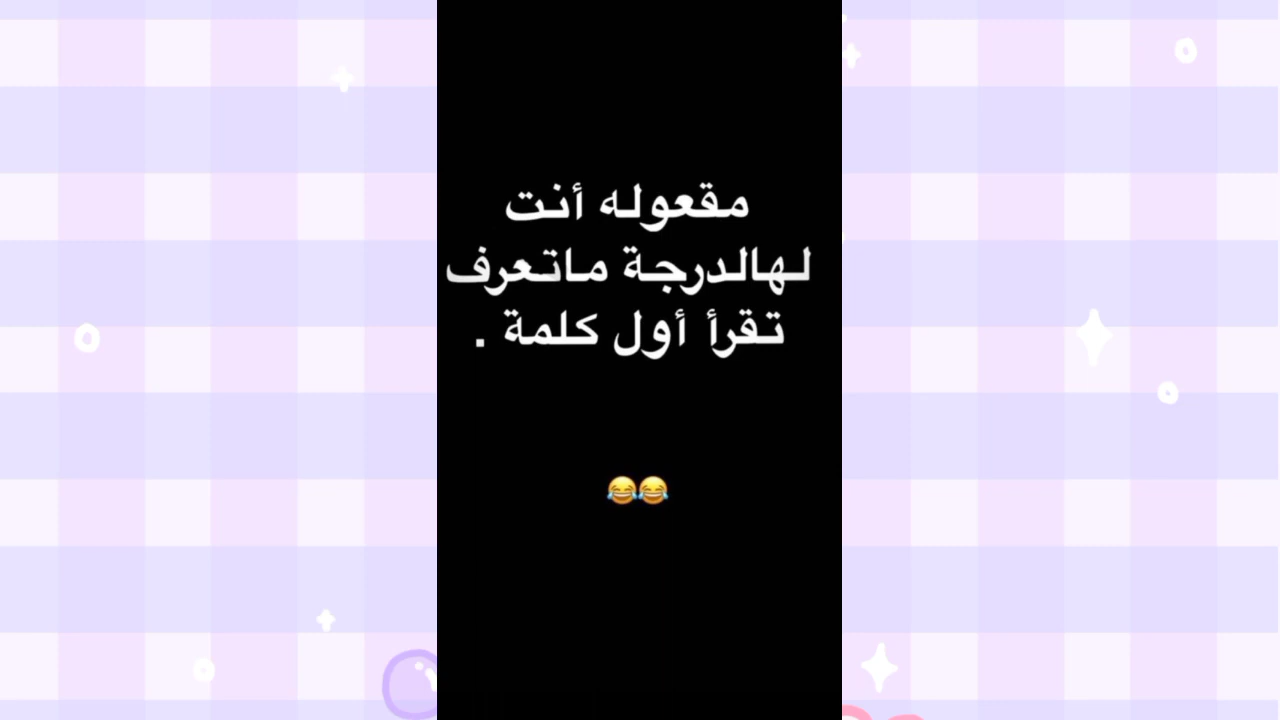 مقعوله أنت
لهالدرجة ماتعرف
تقرأ أول كلمة .
😂😂